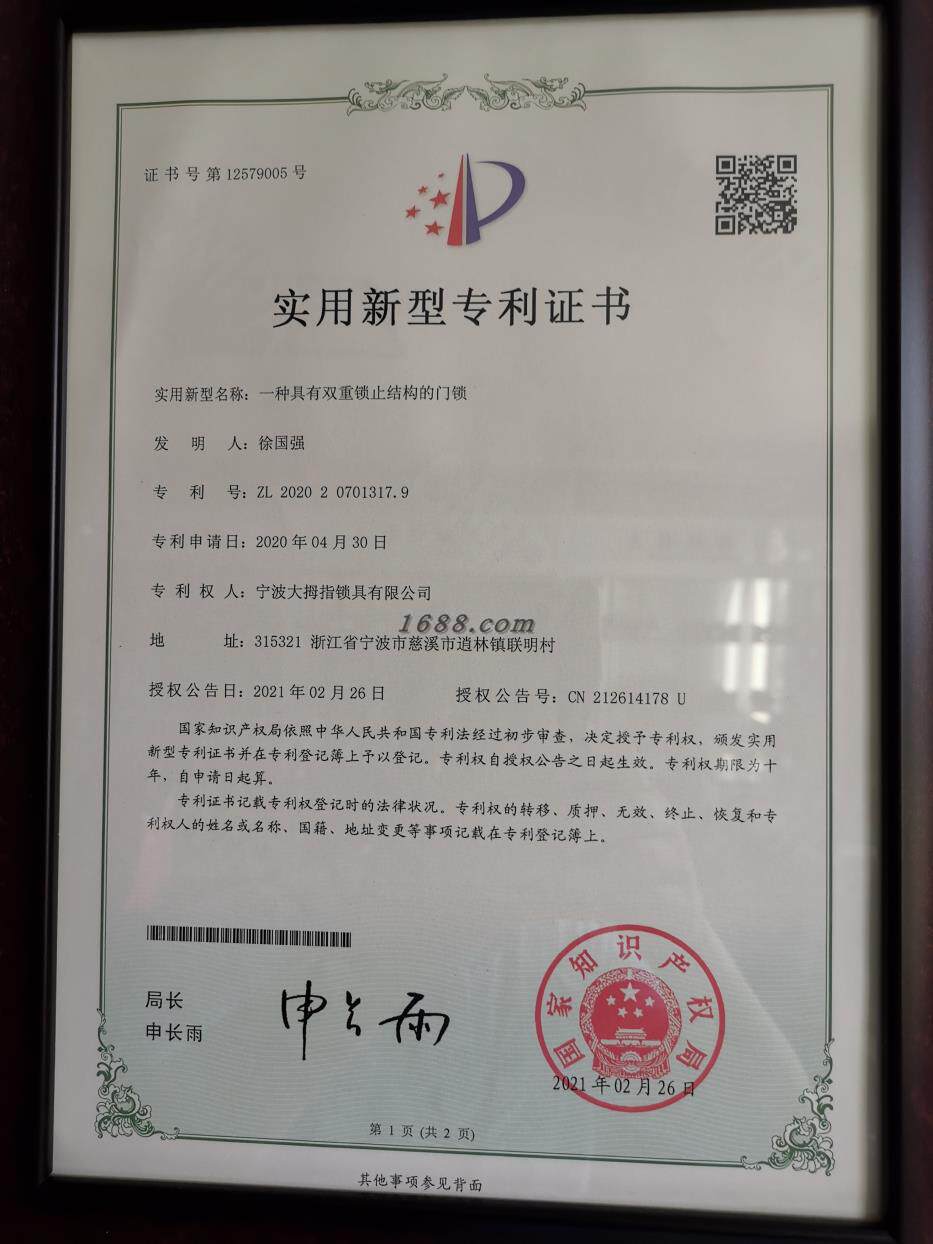 证书号第12579005号
实用新型专利证书
实用新型名称：一种具有双重锁止结构的门锁
发明人：徐国强
专利号：ZL 2020 2 0701317.9
专利申请日：2020年04月30日
专利权人：宁波大拇指锁具有限公司
1688.com
地址：315321 浙江省宁波市慈溪市逍林镇联明村
授权公告日：2021年02月26日 授权公告号：CN 212614178 U
国家知识产权局依照中华人民共和国专利法经过初步审查，决定授予专利权，颁发实用
新型专利证书并在专利登记簿上予以登记。专利权自授权公告之日起生效。专利权期限为十
年，自申请日起算。
专利证书记载专利权登记时的法律状况。专利权的转移、质押、无效、终止、恢复和专
利权人的姓名或名称、国籍、地址变更等事项记载在专利登记簿上。
局长
申长雨
申长雨
国家知识产权局
2021年02月26日
第 1 页 (共 2 页)
其他事项参见背面